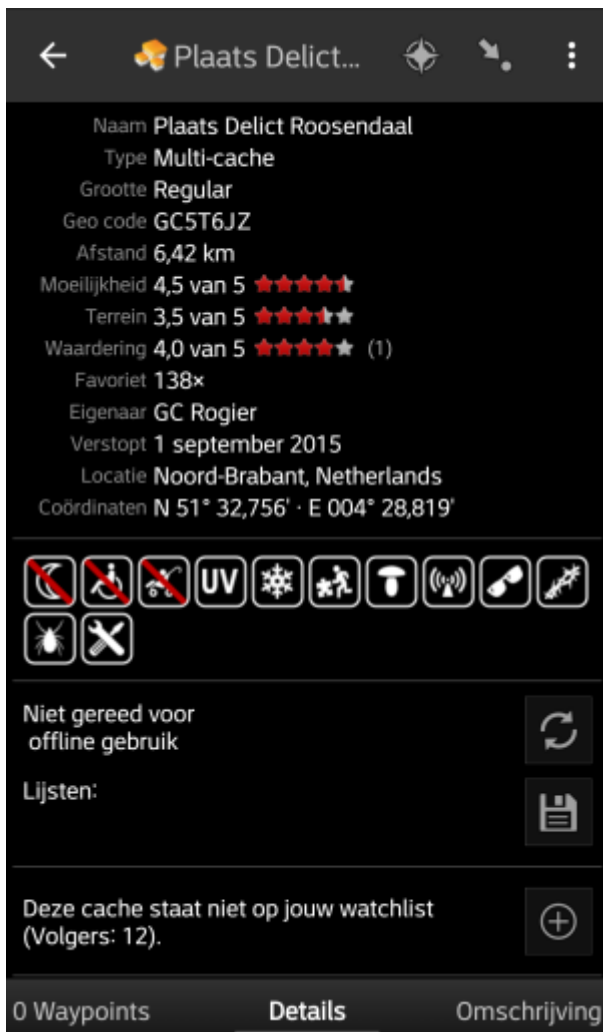 Plaats Delict...
Naam Plaats Delict Roosendaal
Type Multi-cache
Grootte Regular
Geo code GC5T6JZ
Afstand 6,42 km
Moeilijkheid 4,5 van 5
Terrein 3,5 van 5
Waardering 4,0 van 5 (1)
Favoriet 138×
Eigenaar GC Rogier
Verstopt 1 september 2015
Locatie Noord-Brabant, Netherlands
Coördinaten N 51° 32,756' · E 004° 28,819'
UV
Niet gereed voor
offline gebruik
Lijsten:
Deze cache staat niet op jouw watchlist
(Volgers: 12).
0 Waypoints Details Omschrijving